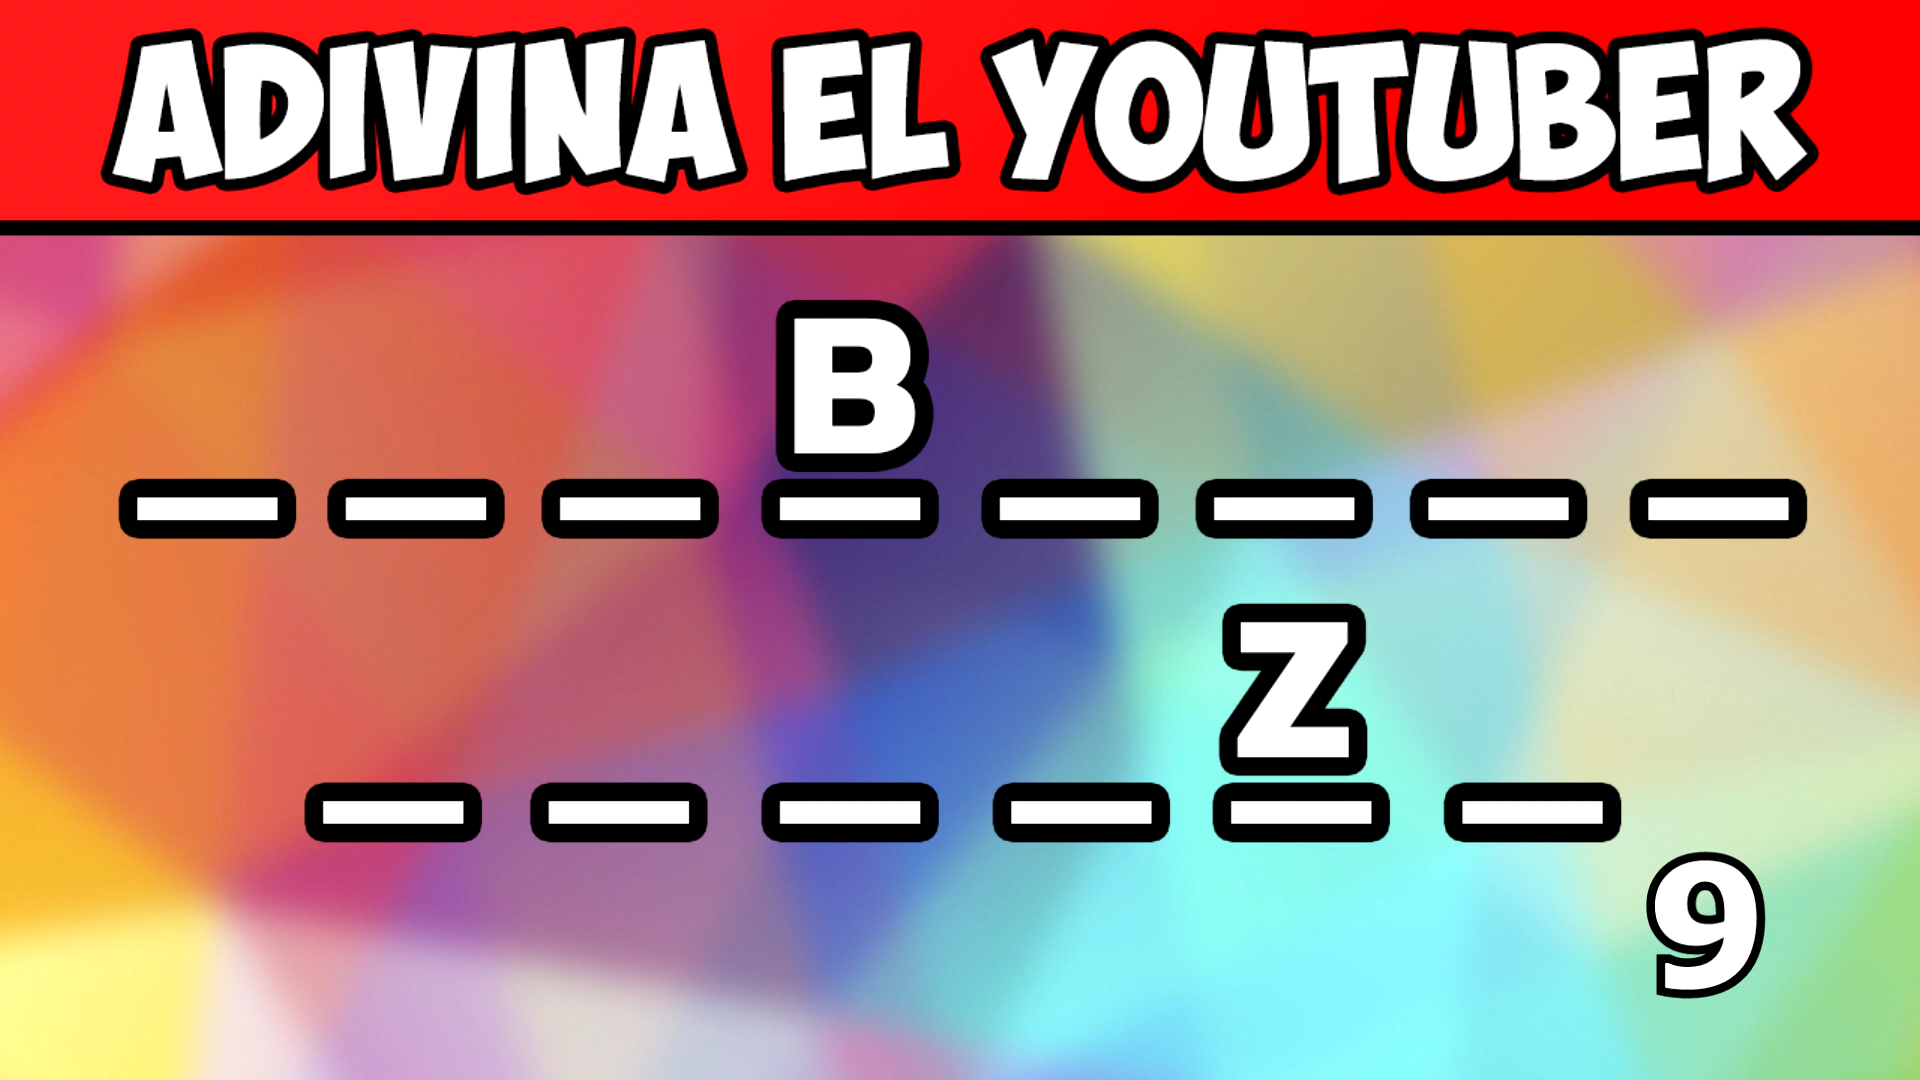 ADIVINA EL YOUTUBER
B
_ _ _ _ _ _ _ _
Z
_ _ _ _ _ _
9